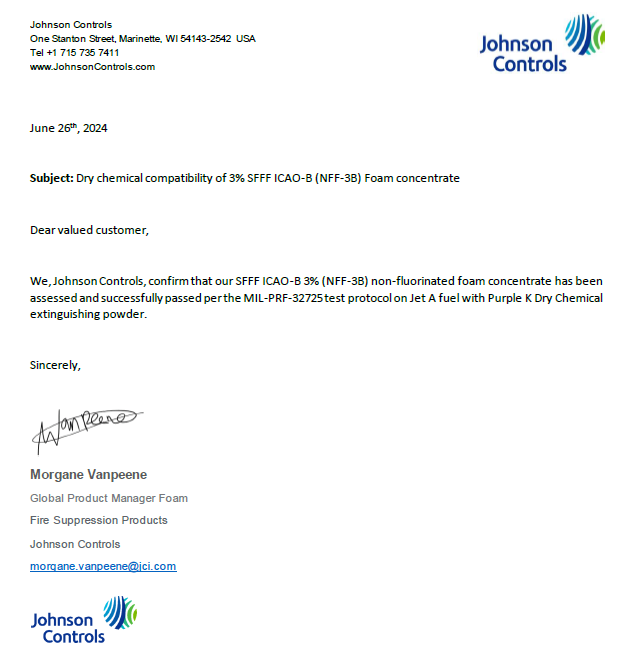 Johnson Controls
One Stanton Street, Marinette, WI 54143-2542 USA
Tel +1 715 735 7411
www.JohnsonControls.com
Johnson
Controls
June 26th, 2024
Subject: Dry chemical compatibility of 3% SFFF ICAO-B (NFF-3B) Foam concentrate
Dear valued customer,
We, Johnson Controls, confirm that our SFFF ICAO-B 3% (NFF-3B) non-fluorinated foam concentrate has been
assessed and successfully passed per the MIL-PRF-32725 test protocol on Jet A fuel with Purple K Dry Chemical
extinguishing powder.
Sincerely,
Vanpeene
Morgane Vanpeene
Global Product Manager Foam
Fire Suppression Products
Johnson Controls
morgane.vanpeene@jci.com
Johnson
Controls